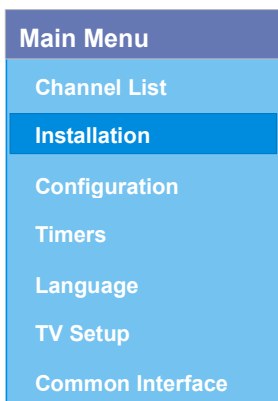 Main Menu
Channel List
Installation
Configuration
Timers
Language
TV Setup
Common Interface